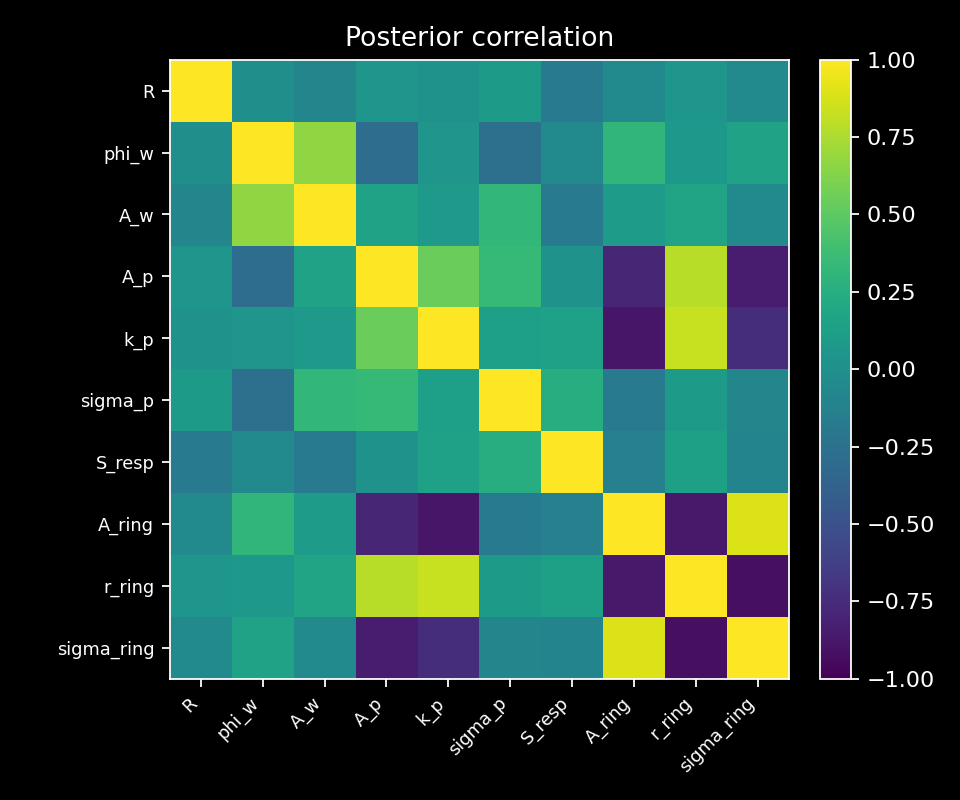 Posterior correlation
R
phi_w
A_w
A_p
k_p
sigma_p
S_resp
A_ring
r_ring
sigma_ring
R
phi_w
A_w
A_p
k_p
sigma_p
S_resp
A_ring
r_ring
sigma_ring
1.00
0.75
0.50
0.25
0.00
−0.25
−0.50
−0.75
−1.00